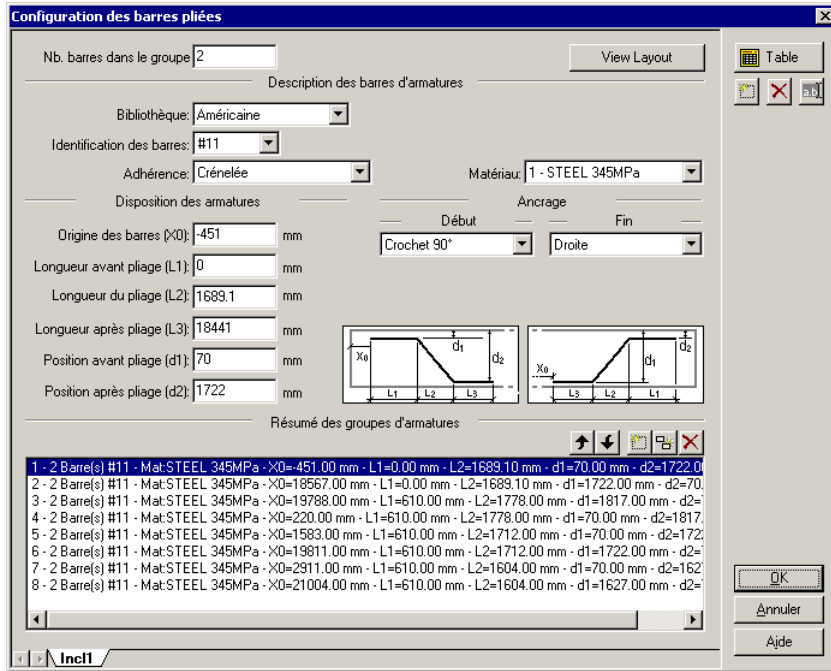 Configuration des barres pliées
Nb. barres dans le groupe 2 View Layout Table
Description des barres d'armatures
Bibliothèque: Américaine
Identification des barres: #11
Adhérence: Crénelée Matériau: 1 - STEEL 345MPa
Disposition des armatures Ancrage
Début Fin
Origine des barres (X0): -451 mm Crochet 90° Droite
Longueur avant pliage (L1): 0 mm
Longueur du pliage (L2): 1689.1 mm
Longueur après pliage (L3): 18441 mm
Position avant pliage (d1): 70 mm
Position après pliage (d2): 1722 mm
X0 d1 d2 L1 L2 L3
X0 d1 d2 L3 L2 L1
Résumé des groupes d'armatures
1 - 2 Barre(s) #11 - Mat:STEEL 345MPa - X0=-451.00 mm - L1=0.00 mm - L2=1689.10 mm - d1=70.00 mm - d2=1722.0
2 - 2 Barre(s) #11 - Mat:STEEL 345MPa - X0=18567.00 mm - L1=0.00 mm - L2=1689.10 mm - d1=1722.00 mm - d2=70.
3 - 2 Barre(s) #11 - Mat:STEEL 345MPa - X0=19788.00 mm - L1=610.00 mm - L2=1778.00 mm - d1=1817.00 mm - d2=
4 - 2 Barre(s) #11 - Mat:STEEL 345MPa - X0=220.00 mm - L1=610.00 mm - L2=1778.00 mm - d1=70.00 mm - d2=1817.
5 - 2 Barre(s) #11 - Mat:STEEL 345MPa - X0=1583.00 mm - L1=610.00 mm - L2=1712.00 mm - d1=70.00 mm - d2=172
6 - 2 Barre(s) #11 - Mat:STEEL 345MPa - X0=19811.00 mm - L1=610.00 mm - L2=1712.00 mm - d1=1722.00 mm - d2=
7 - 2 Barre(s) #11 - Mat:STEEL 345MPa - X0=2911.00 mm - L1=610.00 mm - L2=1604.00 mm - d1=70.00 mm - d2=162
8 - 2 Barre(s) #11 - Mat:STEEL 345MPa - X0=21004.00 mm - L1=610.00 mm - L2=1604.00 mm - d1=1627.00 mm - d2=
OK
Annuler
Aide
Incl1